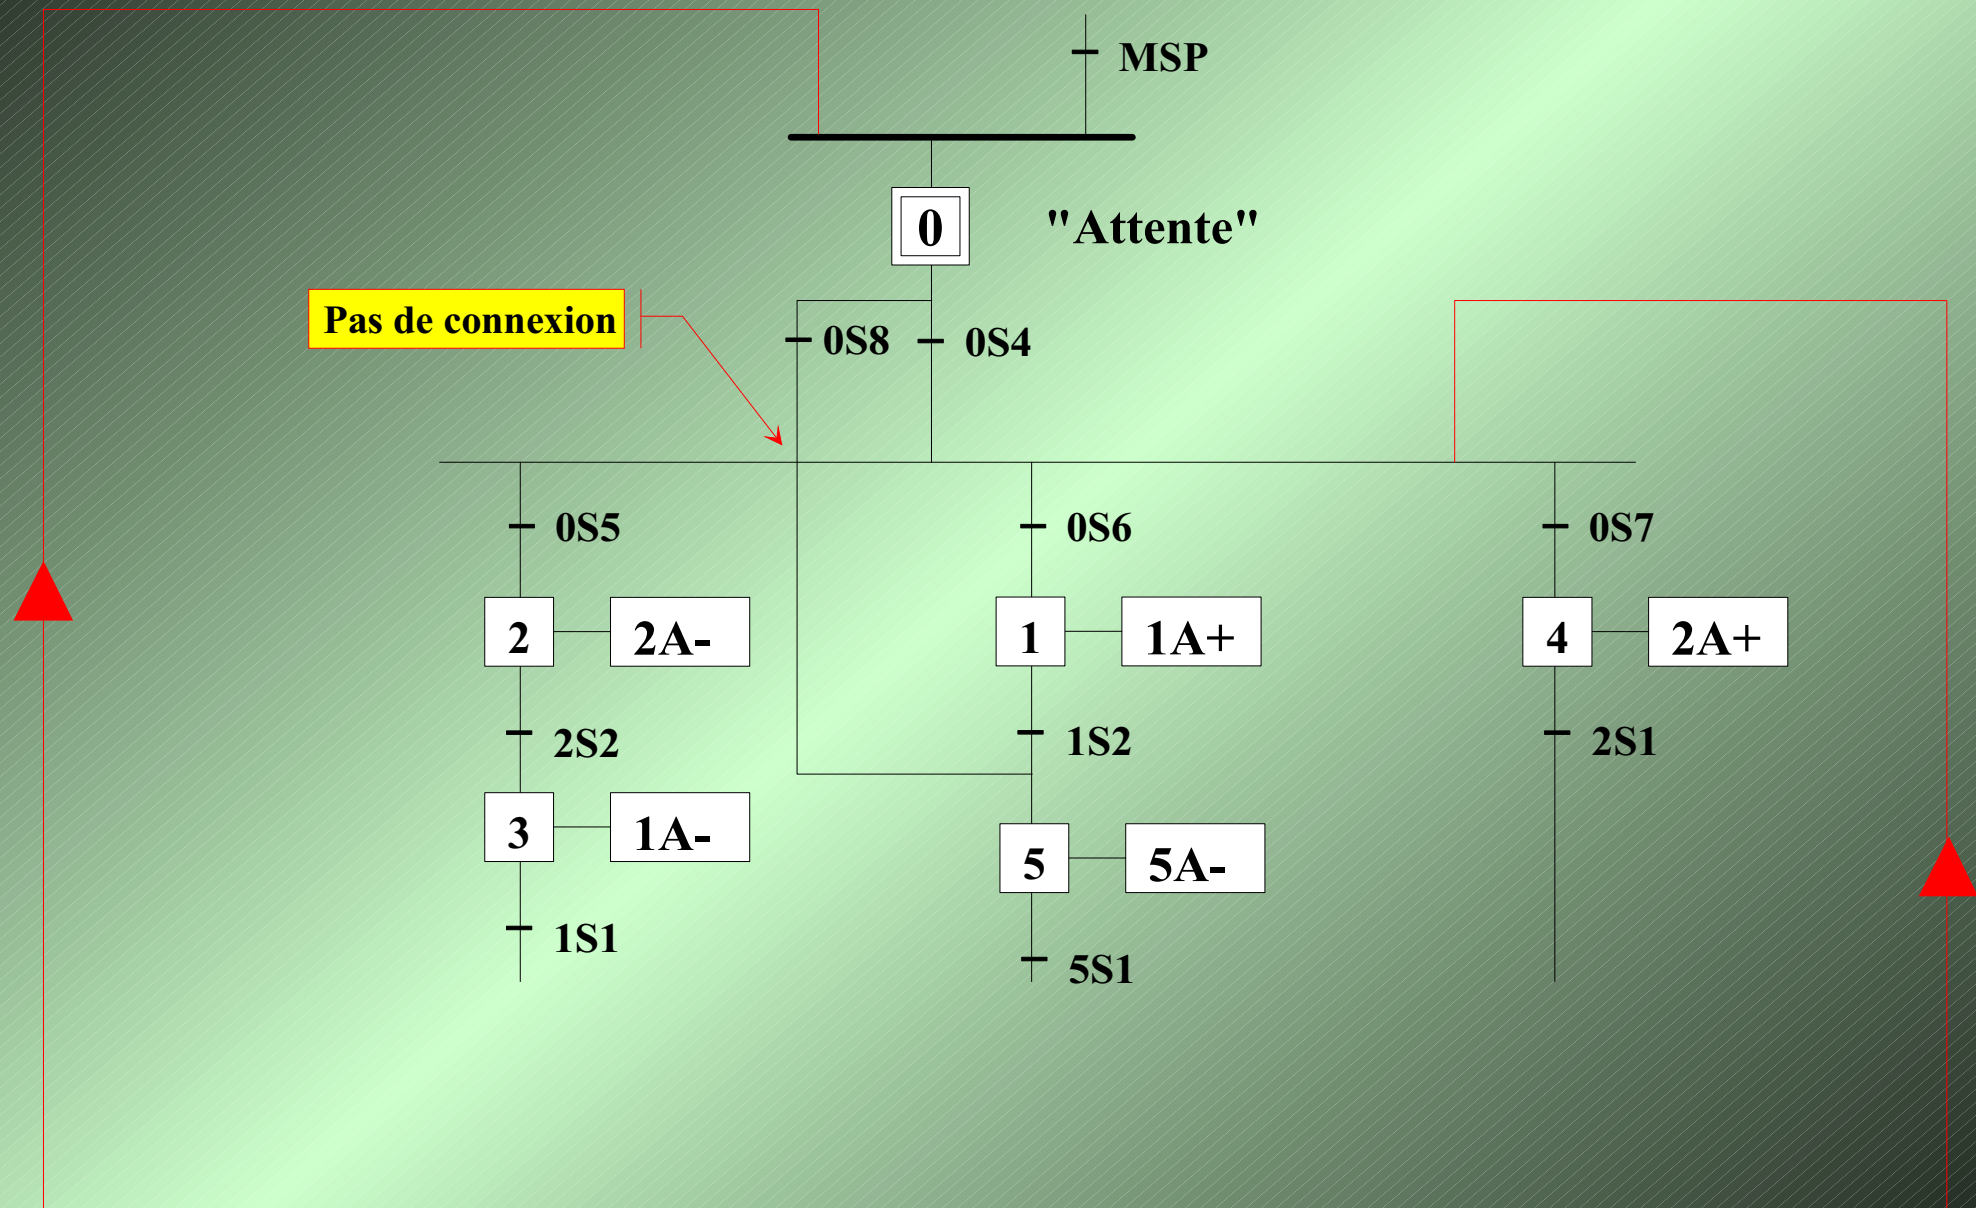 MSP
0
"Attente"
Pas de connexion
0S8
0S4
0S5
0S6
0S7
2
2A-
1
1A+
4
2A+
2S2
1S2
2S1
3
1A-
5
5A-
1S1
5S1